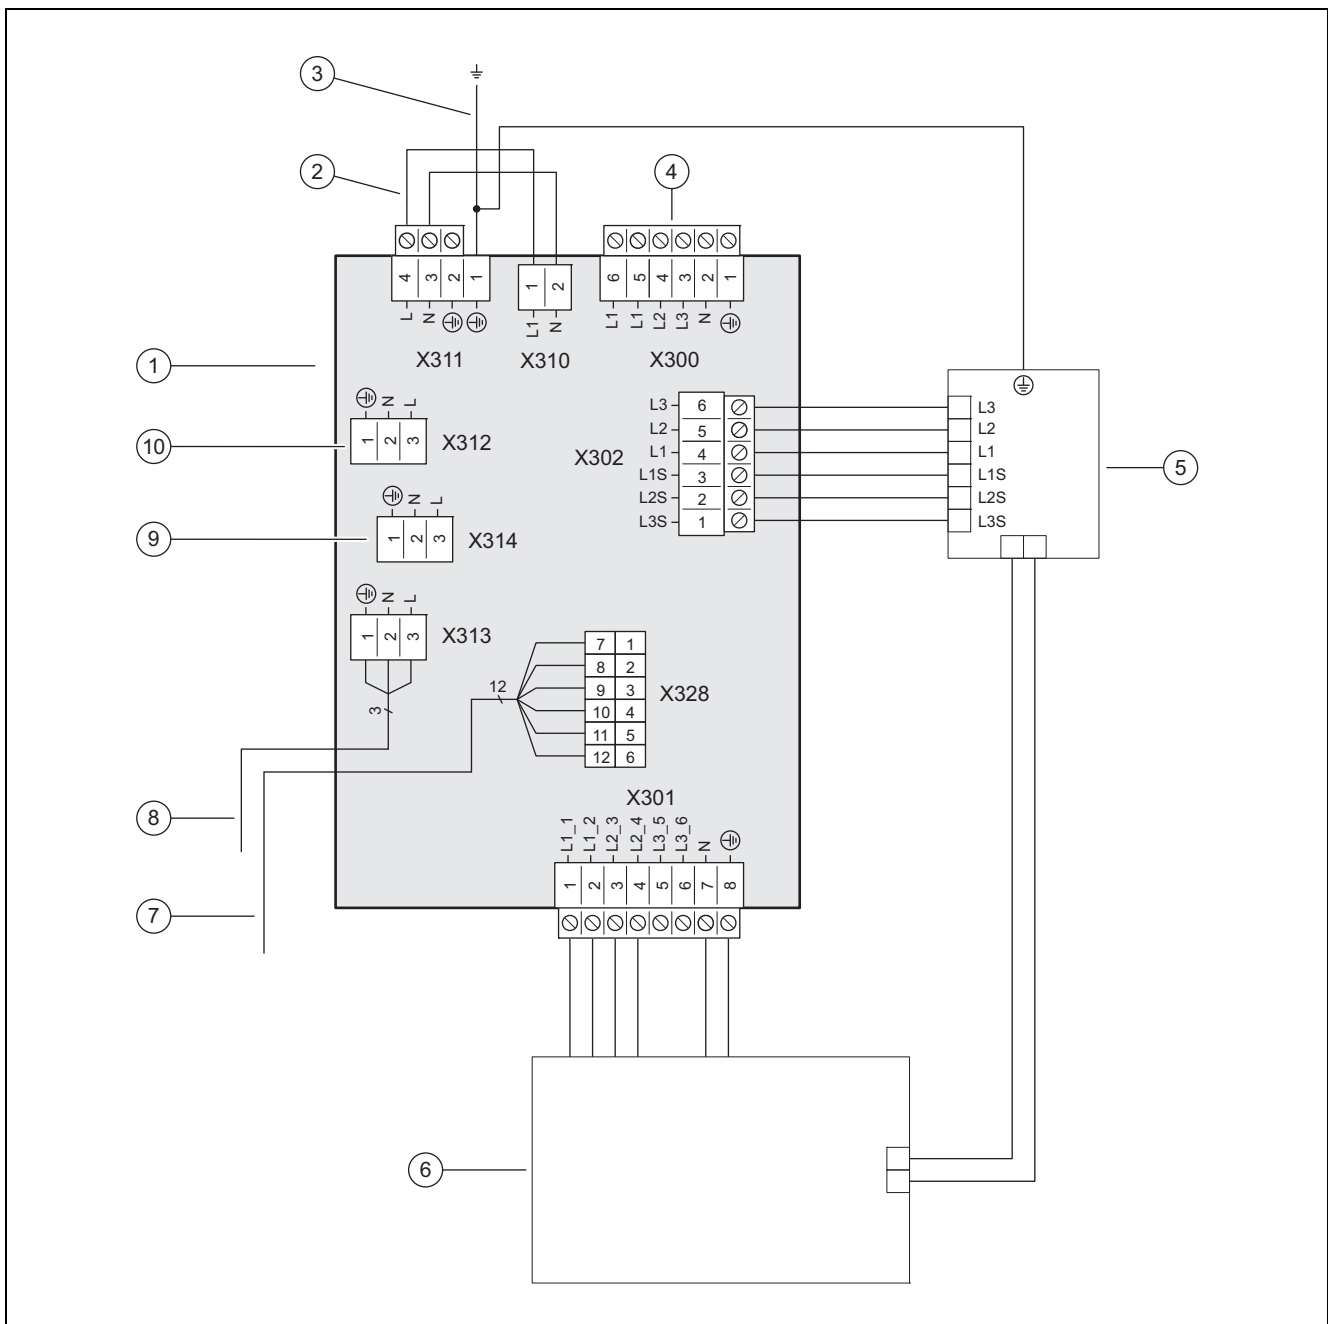 3
2
4
4 3 2 1
L N
X311
1 2
L1 N
X310
6 5 4 3 2 1
L1 L1 L2 L3 N
X300
1
N L
1 2 3
X312
10
L3 6
L2 5
L1 4
L1S 3
L2S 2
L3S 1
X302
L3
L2
L1
L1S
L2S
L3S
5
N L
1 2 3
X314
9
N L
1 2 3
X313
3
12
7 1
8 2
9 3
10 4
11 5
12 6
X328
8
7
X301
L1_1 L1_2 L2_3 L2_4 L3_5 L3_6 N
1 2 3 4 5 6 7 8
6